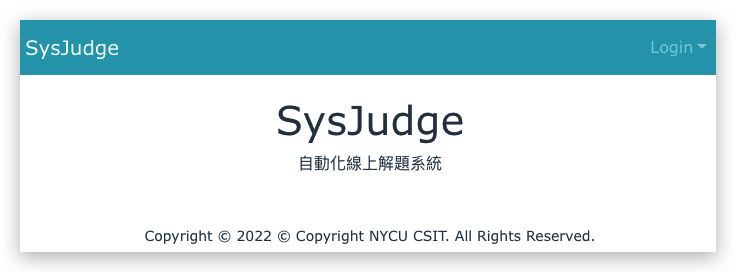 SysJudge
Login
SysJudge
自動化線上解題系統
Copyright © 2022 © Copyright NYCU CSIT. All Rights Reserved.